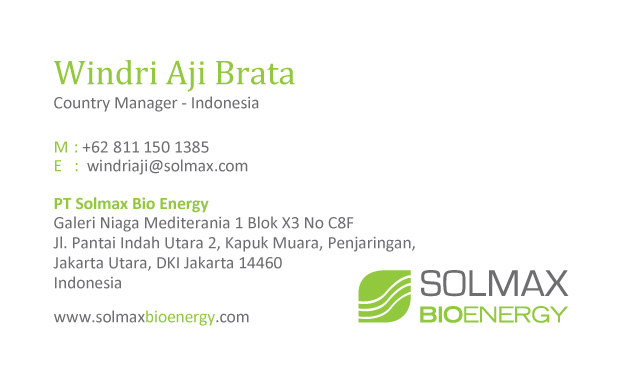 Windri Aji Brata
Country Manager - Indonesia
M : +62 811 150 1385
E : windriaji@solmax.com
PT Solmax Bio Energy
Galeri Niaga Mediterania 1 Blok X3 No C8F
Jl. Pantai Indah Utara 2, Kapuk Muara, Penjaringan,
Jakarta Utara, DKI Jakarta 14460
Indonesia
www.solmaxbioenergy.com
SOLMAX
BIOENERGY